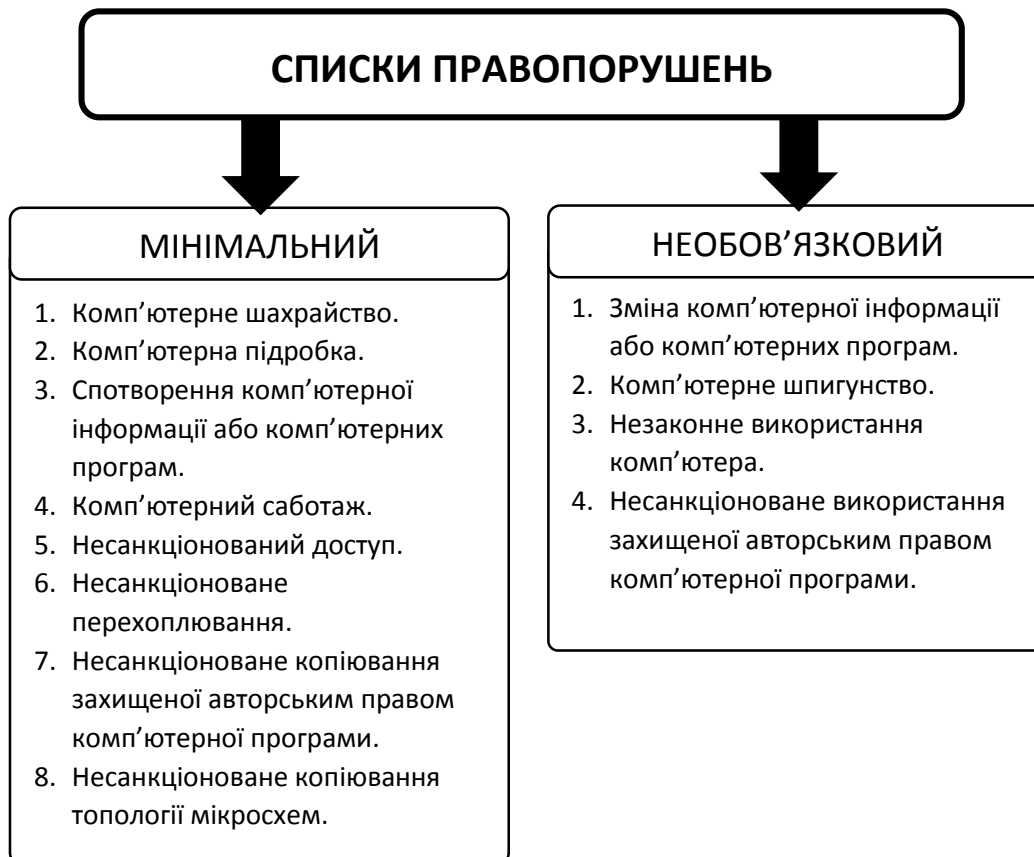 СПИСКИ ПРАВОПОРУШЕНЬ
МІНІМАЛЬНИЙ
1. Комп’ютерне шахрайство.
2. Комп’ютерна підробка.
3. Спотворення комп’ютерної
інформації або комп’ютерних
програм.
4. Комп’ютерний саботаж.
5. Несанкціонований доступ.
6. Несанкціоноване
перехоплювання.
7. Несанкціоноване копіювання
захищеної авторським правом
комп’ютерної програми.
8. Несанкціоноване копіювання
топології мікросхем.
НЕОБОВ’ЯЗКОВИЙ
1. Зміна комп’ютерної інформації
або комп’ютерних програм.
2. Комп’ютерне шпигунство.
3. Незаконне використання
комп’ютера.
4. Несанкціоноване використання
захищеної авторським правом
комп’ютерної програми.